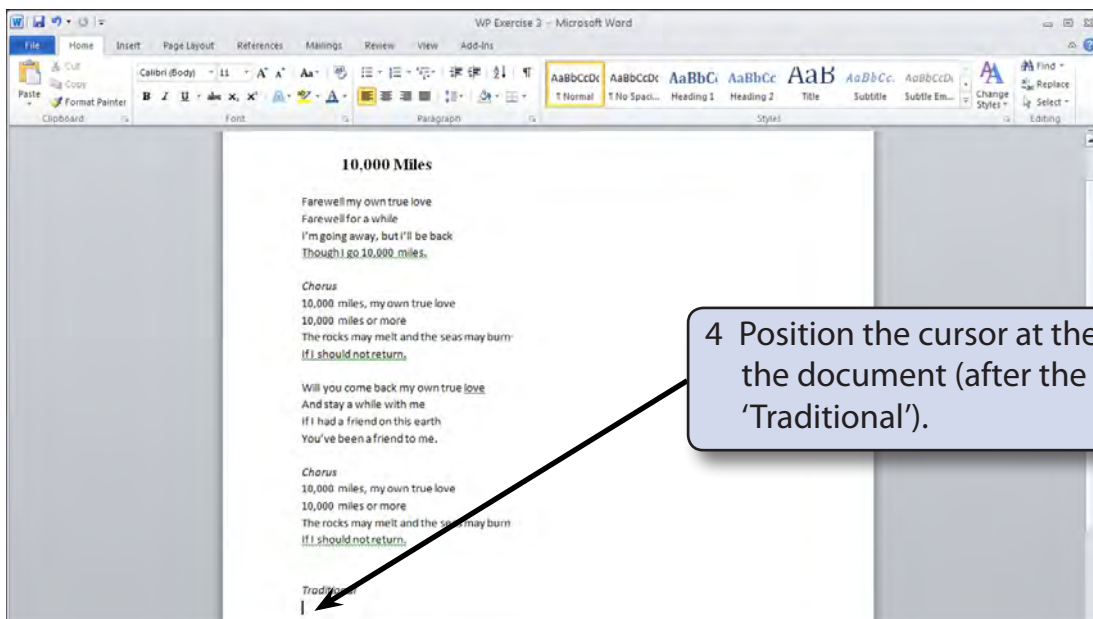 WP Exercise 3 - Microsoft Word
File Home Insert Page Layout References Mailings Review View Add-Ins
Cut
Copy
Format Painter
Paste
Calibri (Body) 11
AaBbCcDc AaBbCcDc AaBbC AaBbCc AaB AaBbCc. AaBbCcDi
¶ Normal ¶ No Spaci... Heading 1 Heading 2 Title Subtitle Subtle Em...
Change Styles
Find
Replace
Select
Clipboard Font Paragraph Styles Editing
10,000 Miles
Farewell my own true love
Farewell for a while
I'm going away, but I'll be back
Though I go 10,000 miles.
Chorus
10,000 miles, my own true love
10,000 miles or more
The rocks may melt and the seas may burn
If I should not return.
Will you come back my own true love
And stay a while with me
If I had a friend on this earth
You've been a friend to me.
Chorus
10,000 miles, my own true love
10,000 miles or more
The rocks may melt and the seas may burn
If I should not return.
Traditional
4 Position the cursor at the
the document (after the
‘Traditional’).